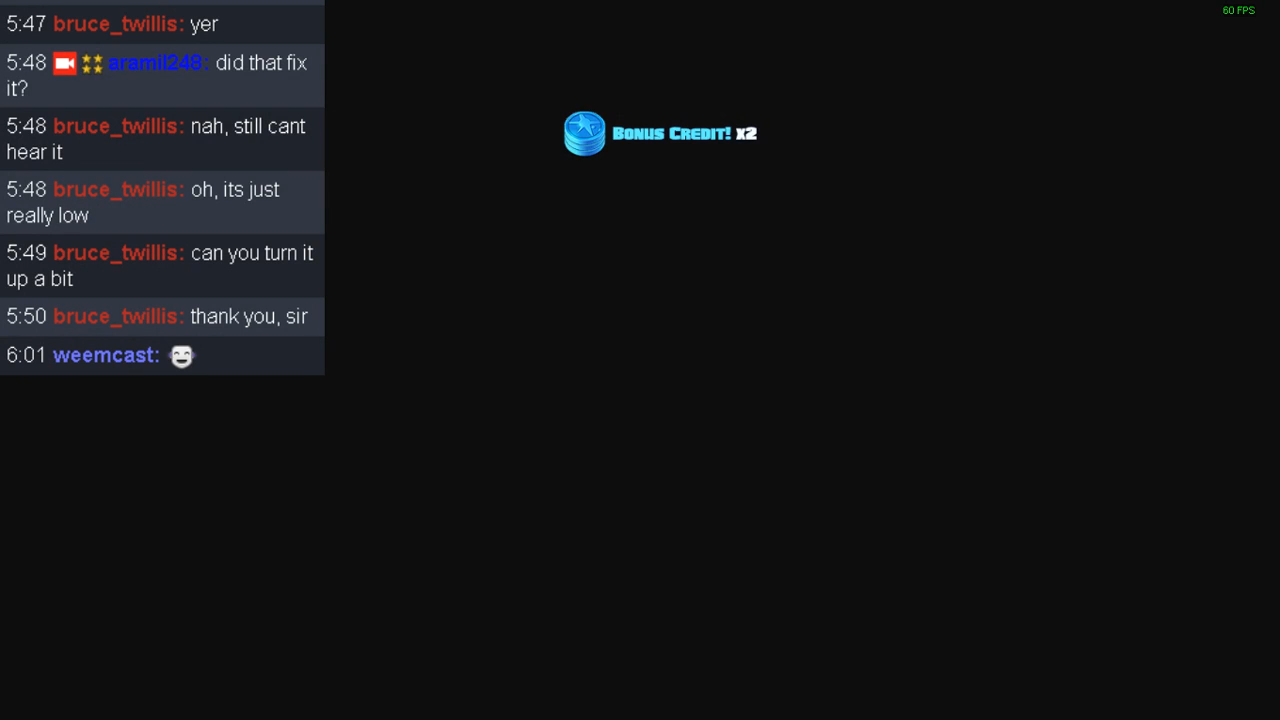 5:47 bruce_twillis: yer
5:48 aramil248: did that fix
it?
5:48 bruce_twillis: nah, still cant
hear it
5:48 bruce_twillis: oh, its just
really low
5:49 bruce_twillis: can you turn it
up a bit
5:50 bruce_twillis: thank you, sir
6:01 weemcast:
Bonus Credit! x2
60 FPS